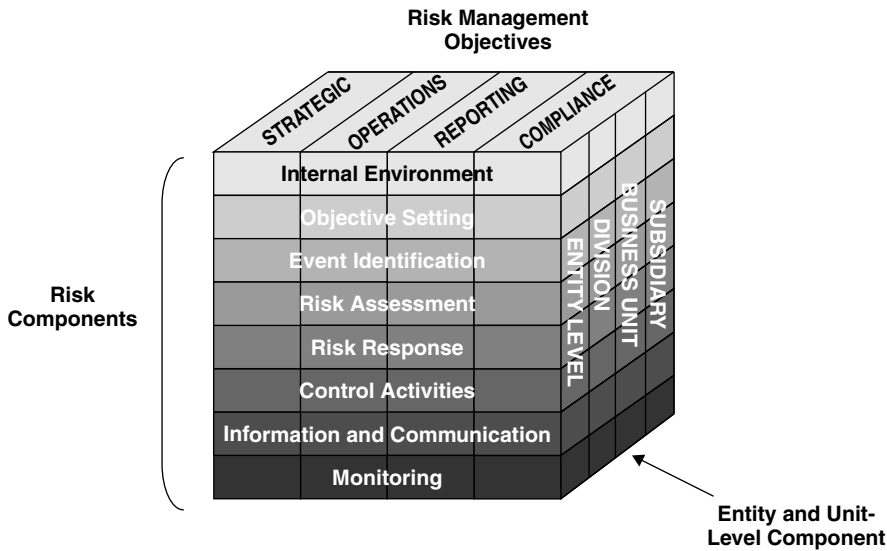 Risk Management
Objectives
STRATEGIC
OPERATIONS
REPORTING
COMPLIANCE
Internal Environment
Objective Setting
Event Identification
Risk Assessment
Risk Response
Control Activities
Information and Communication
Monitoring
ENTITY LEVEL
DIVISION
BUSINESS UNIT
SUBSIDIARY
Risk
Components
Entity and Unit-
Level Component